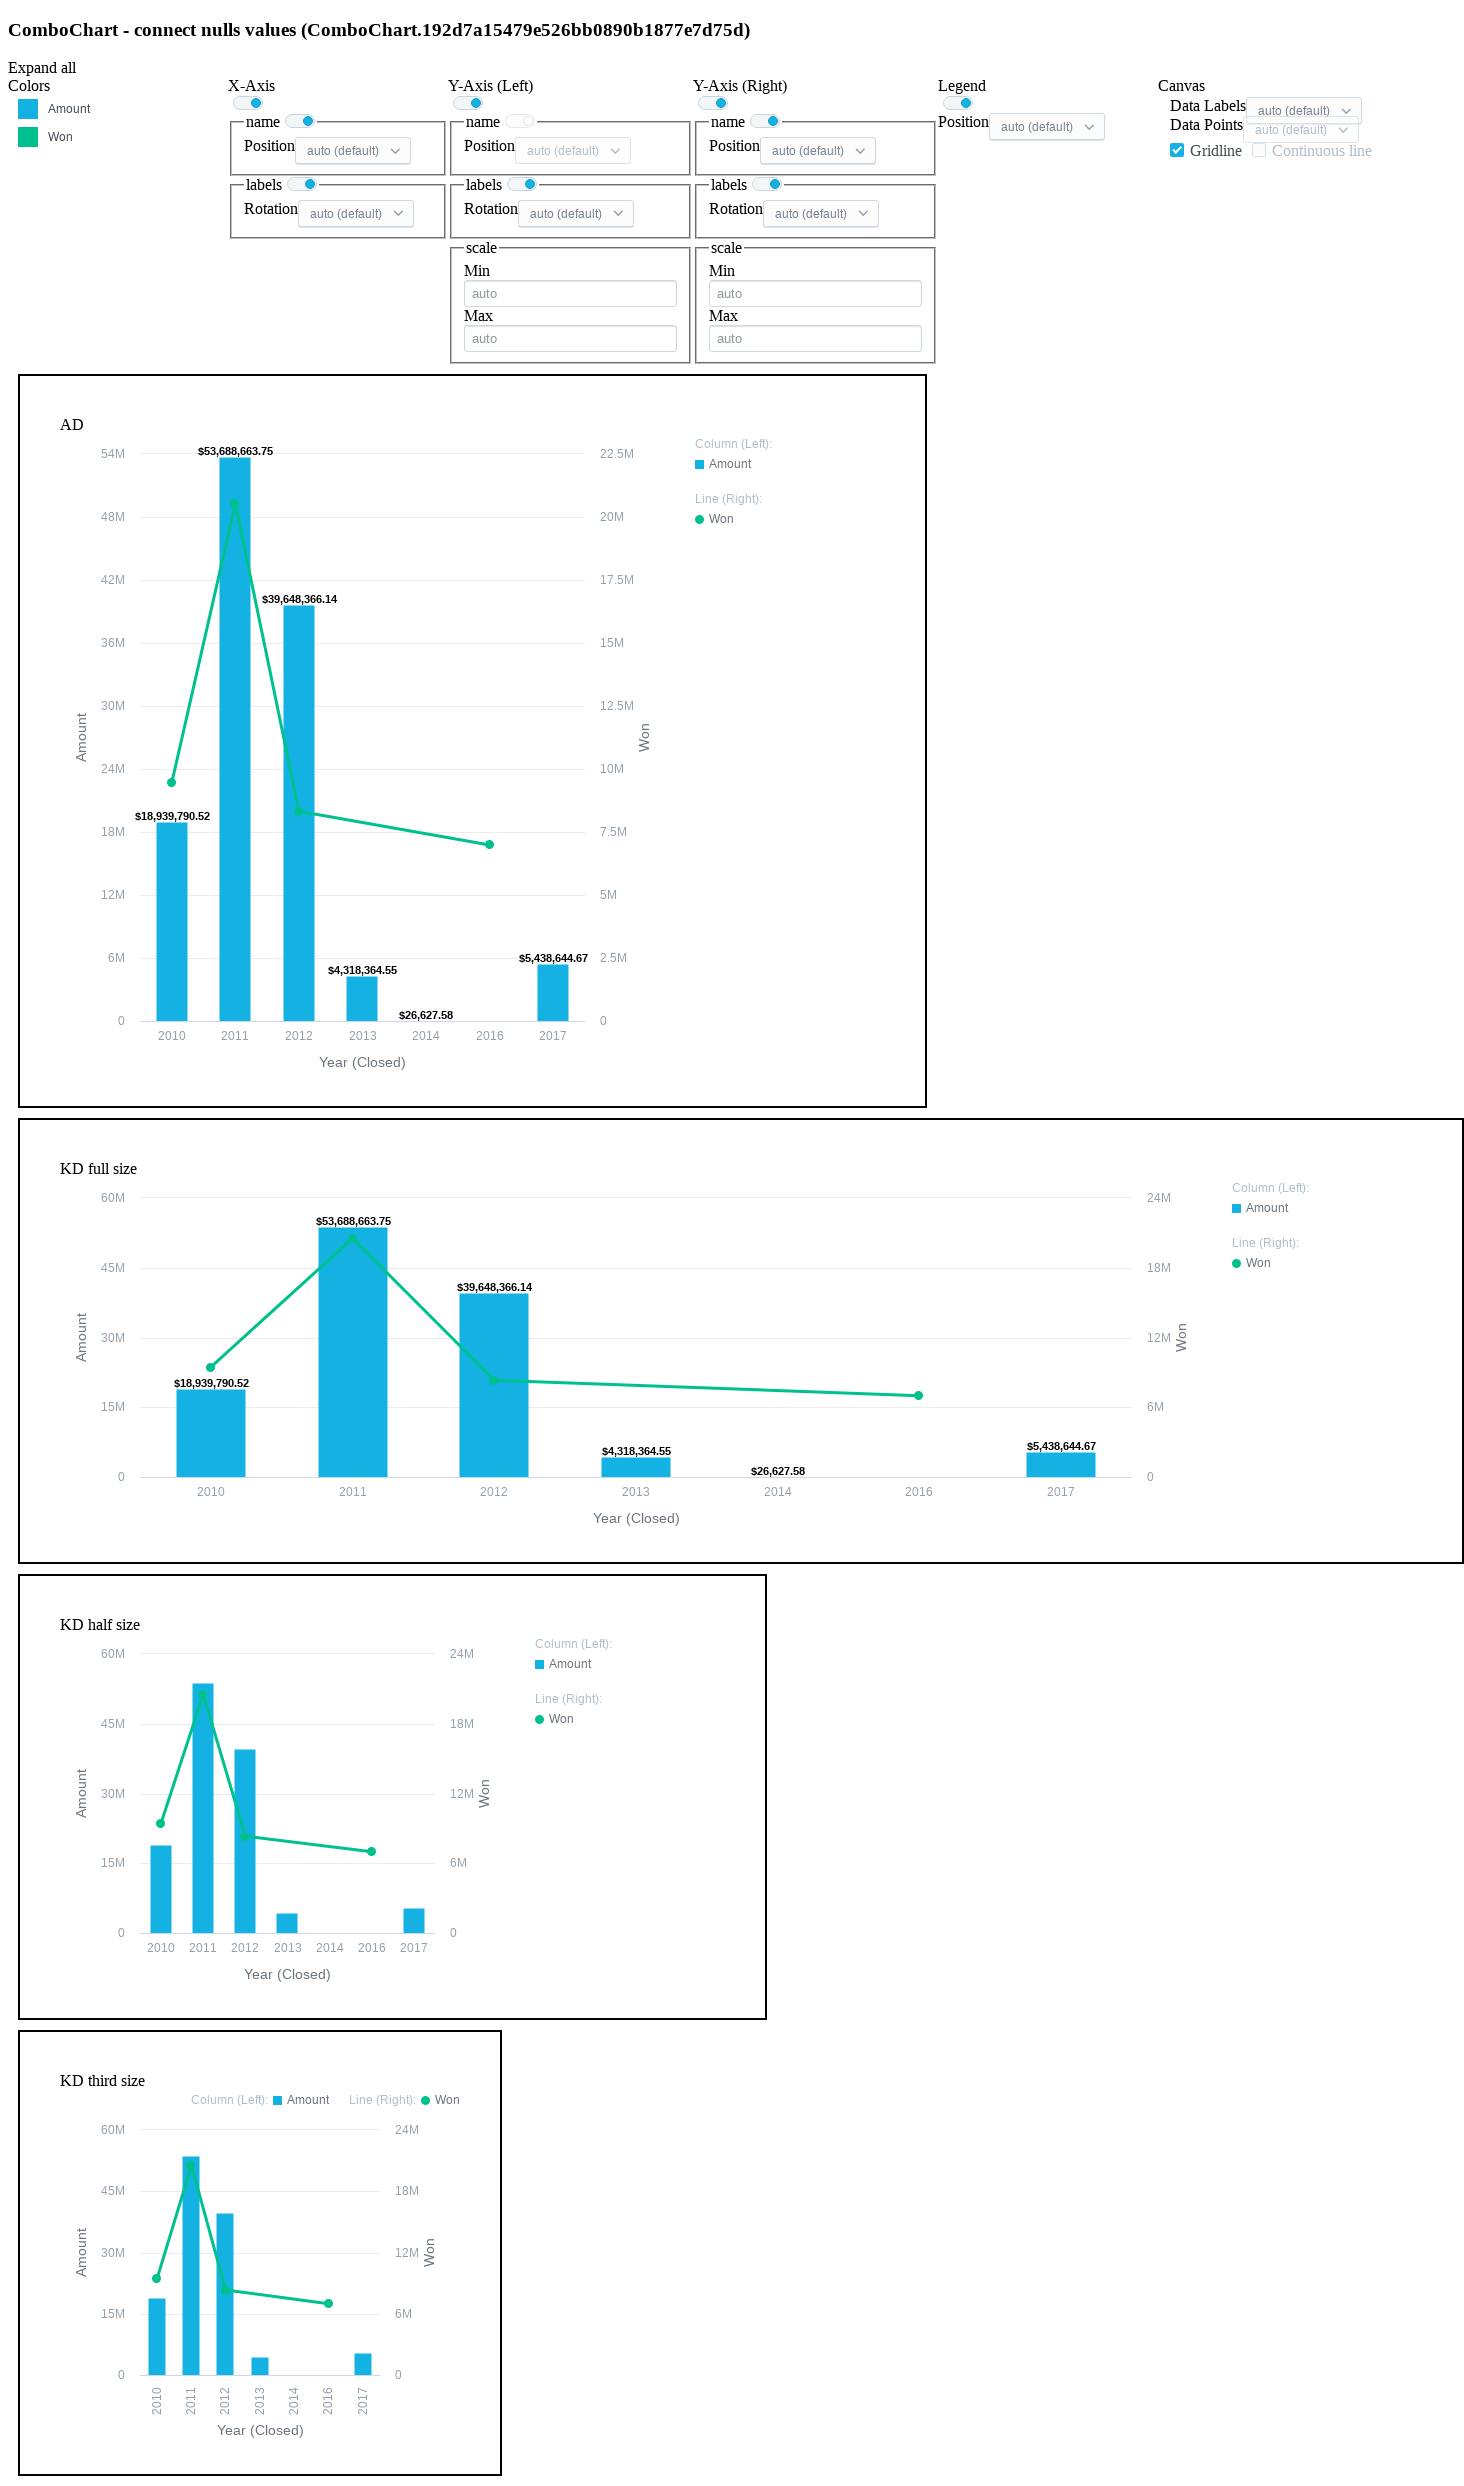 ComboChart - connect nulls values (ComboChart.192d7a15479e526bb0890b1877e7d75d)
Expand all
Colors
Amount
Won
X-Axis
name
Position auto (default)
labels
Rotation auto (default)
Y-Axis (Left)
name
Position auto (default)
labels
Rotation auto (default)
scale
Min
auto
Max
auto
Y-Axis (Right)
name
Position auto (default)
labels
Rotation auto (default)
scale
Min
auto
Max
auto
Legend
Position auto (default)
Canvas
Data Labels auto (default)
Data Points auto (default)
Gridline Continuous line
AD
54M
48M
42M
36M
30M
24M
18M
12M
6M
0
Amount
$53,688,663.75
$39,648,366.14
$18,939,790.52
$4,318,364.55
$26,627.58
$5,438,644.67
22.5M
20M
17.5M
15M
12.5M
10M
7.5M
5M
2.5M
0
Won
2010 2011 2012 2013 2014 2016 2017
Year (Closed)
Column (Left):
Amount
Line (Right):
Won
KD full size
60M
45M
30M
15M
0
Amount
$53,688,663.75
$39,648,366.14
$18,939,790.52
$4,318,364.55
$26,627.58
$5,438,644.67
24M
18M
12M
6M
0
Won
2010 2011 2012 2013 2014 2016 2017
Year (Closed)
Column (Left):
Amount
Line (Right):
Won
KD half size
60M
45M
30M
15M
0
Amount
24M
18M
12M
6M
0
Won
2010 2011 2012 2013 2014 2016 2017
Year (Closed)
Column (Left):
Amount
Line (Right):
Won
KD third size
Column (Left): Amount Line (Right): Won
60M
45M
30M
15M
0
Amount
24M
18M
12M
6M
0
Won
2010 2011 2012 2013 2014 2016 2017
Year (Closed)